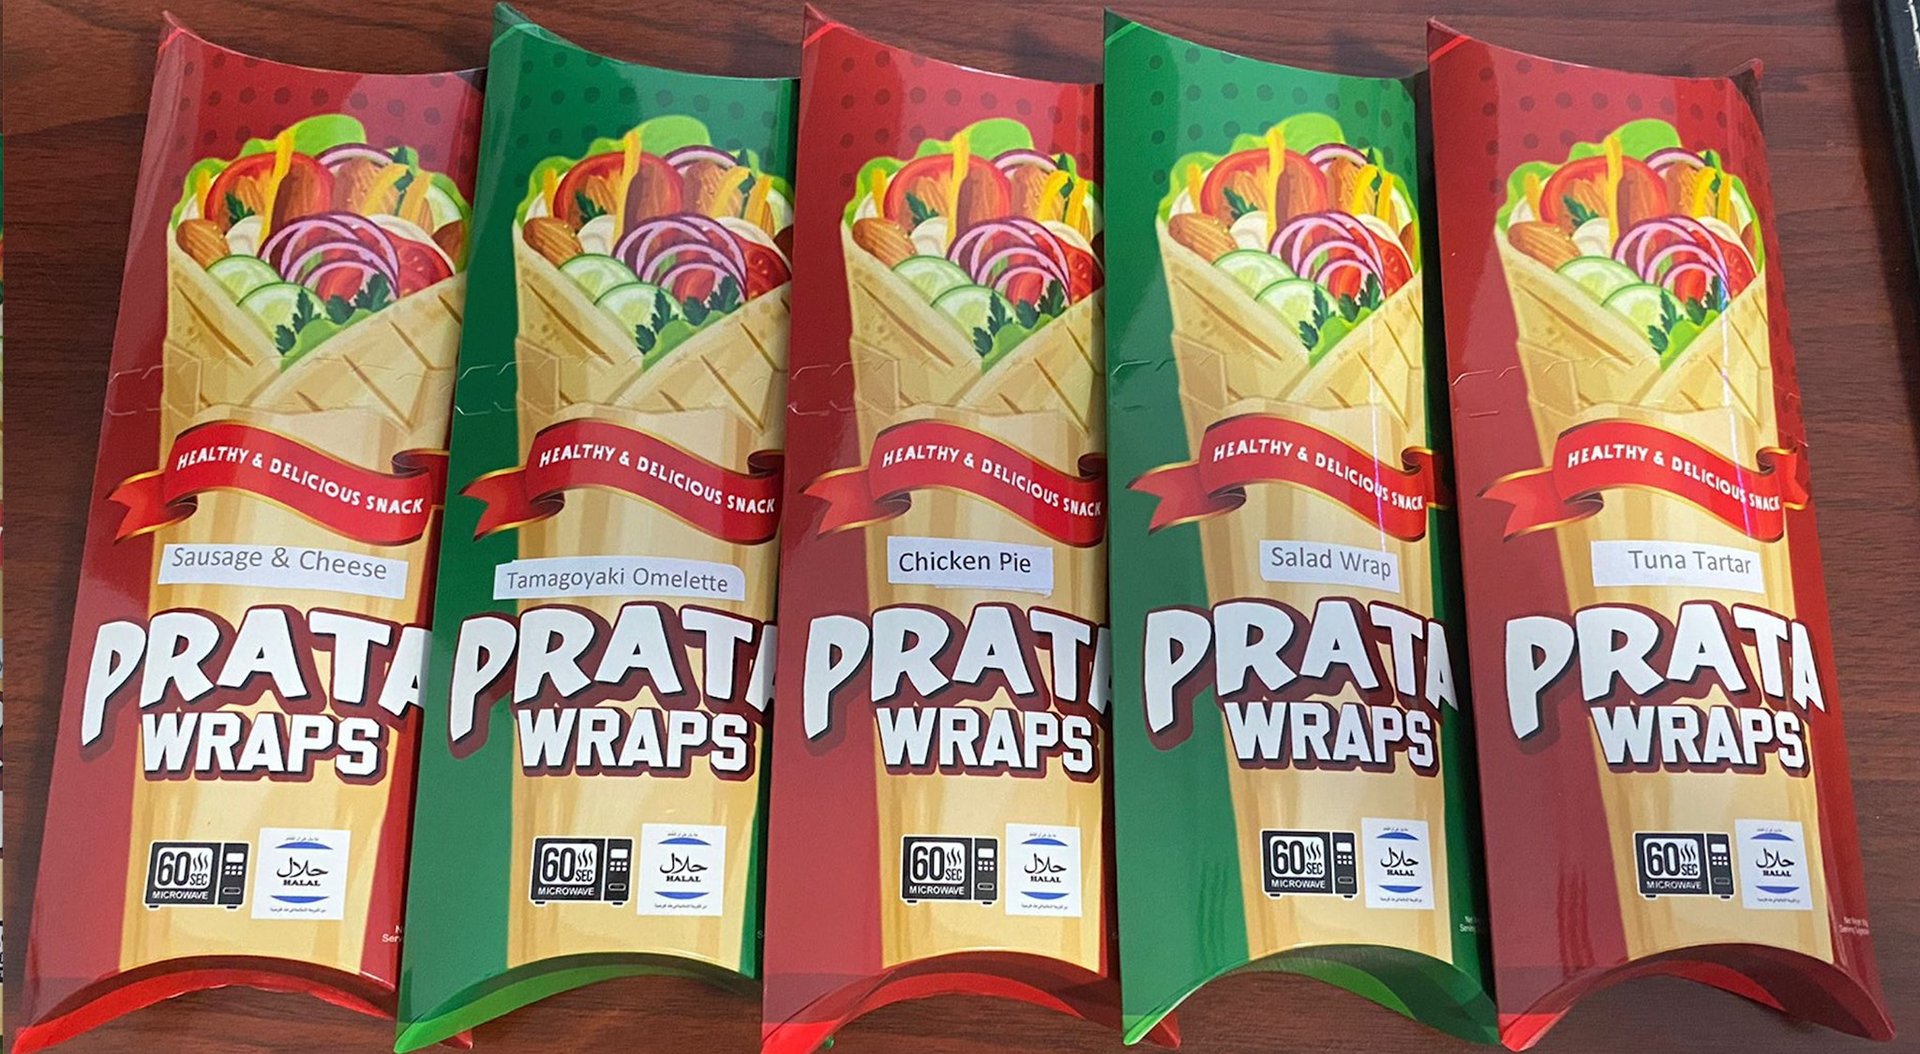 HEALTHY & DELICIOUS SNACK
Sausage & Cheese
PRATA
WRAPS
60 SEC
MICROWAVE
حلال
HALAL
HEALTHY & DELICIOUS SNACK
Tamagoyaki Omelette
PRATA
WRAPS
60 SEC
MICROWAVE
حلال
HALAL
HEALTHY & DELICIOUS SNACK
Chicken Pie
PRATA
WRAPS
60 SEC
MICROWAVE
حلال
HALAL
HEALTHY & DELICIOUS SNACK
Salad Wrap
PRATA
WRAPS
60 SEC
MICROWAVE
حلال
HALAL
HEALTHY & DELICIOUS SNACK
Tuna Tartar
PRATA
WRAPS
60 SEC
MICROWAVE
حلال
HALAL